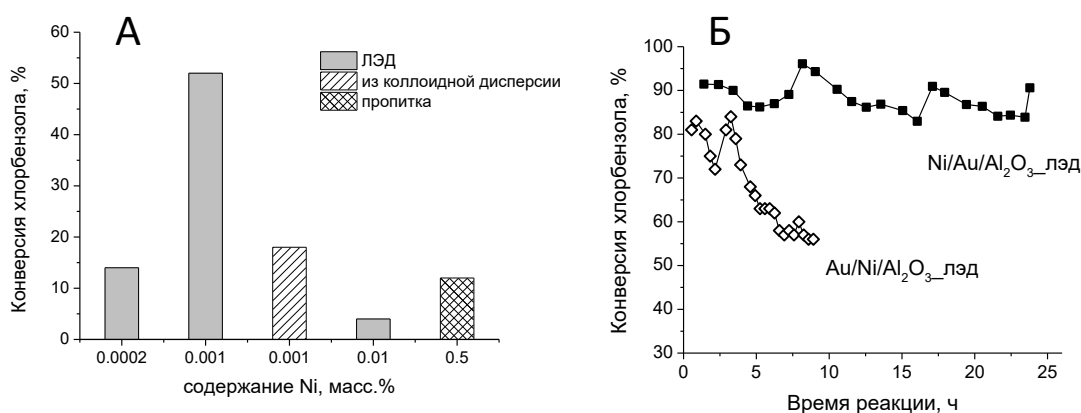 А
Конверсия хлорбензола, %
60
50
40
30
20
10
0
ЛЭД
из коллоидной дисперсии
пропитка
0.0002 0.001 0.001 0.01 0.5
содержание Ni, масс.%
Б
Конверсия хлорбензола, %
100
90
80
70
60
50
40
30
Ni/Au/Al₂O₃_лэд
Au/Ni/Al₂O₃_лэд
0 5 10 15 20 25
Время реакции, ч